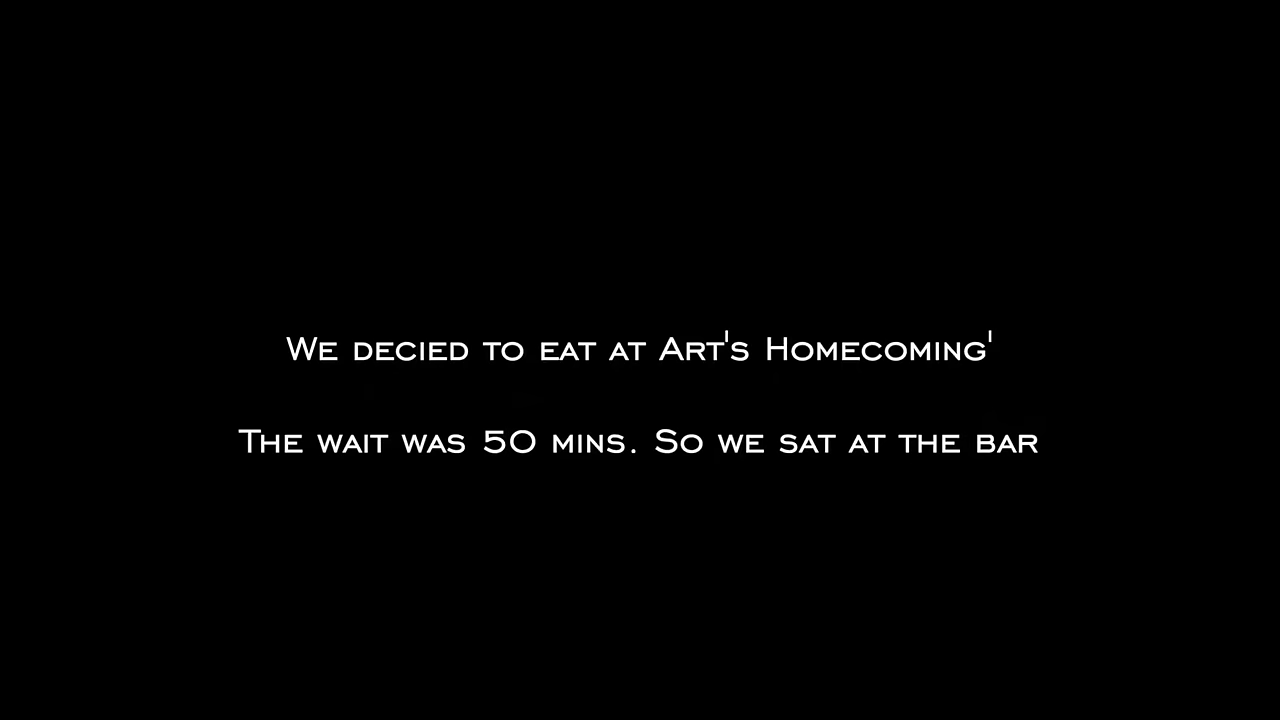 We decied to eat at Art's Homecoming'
The wait was 50 mins. So we sat at the bar